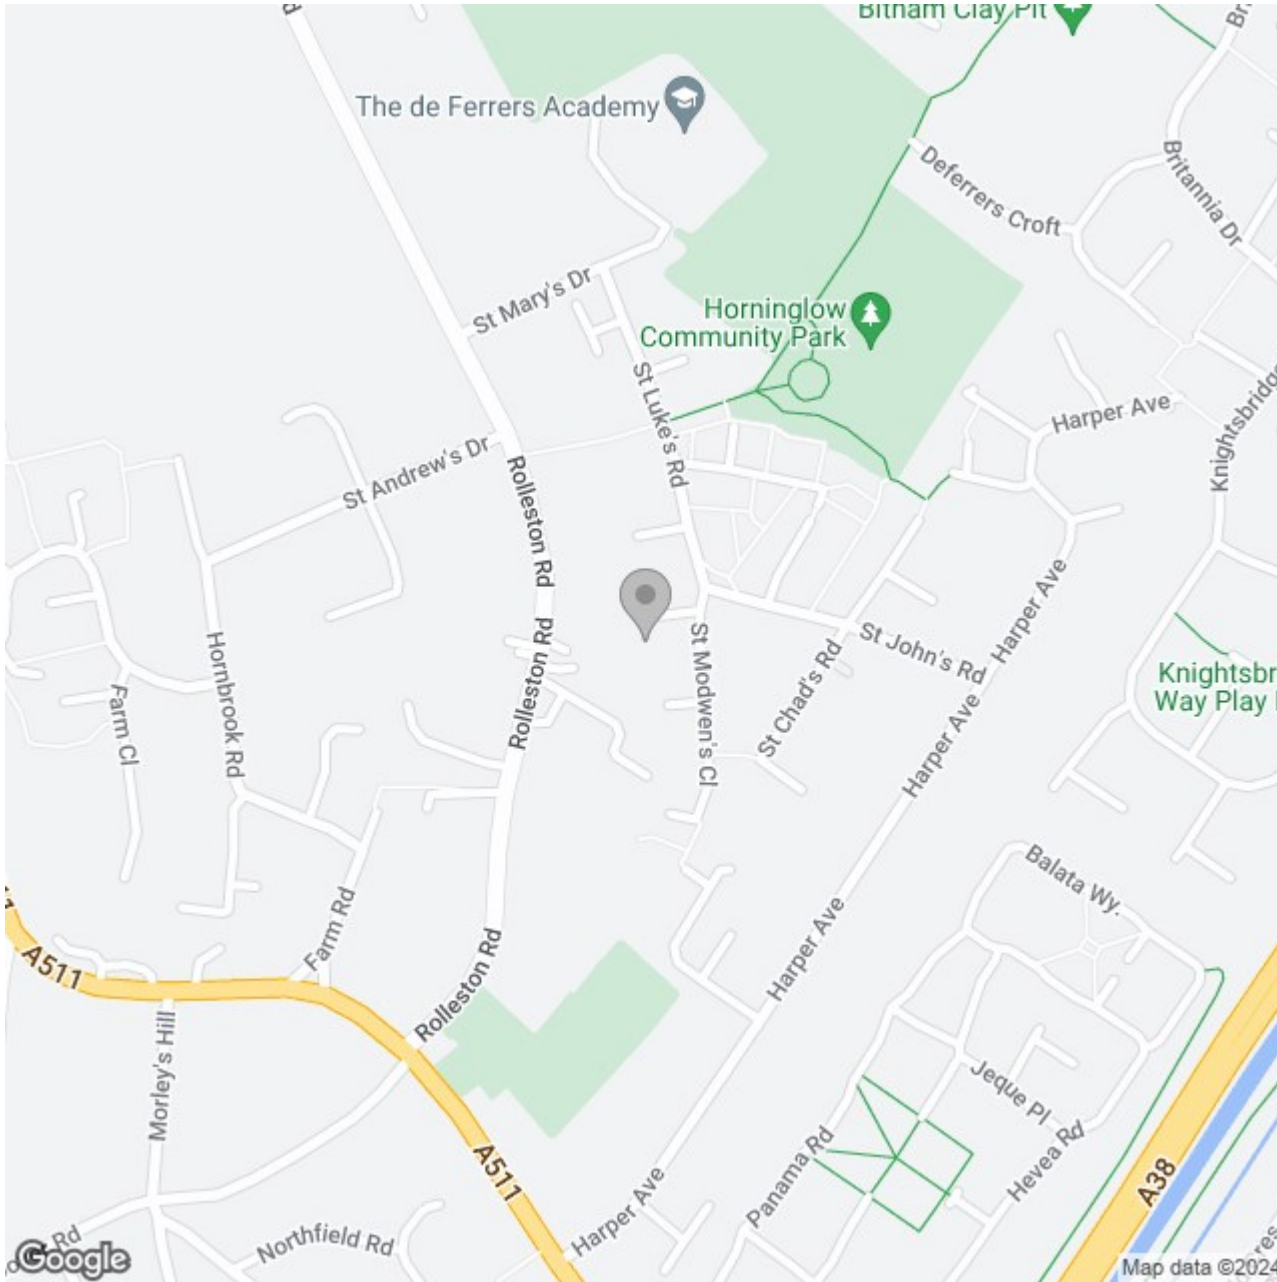 Bitham Clay Pit
The de Ferrers Academy
Deferrers Croft
Britannia Dr
St Mary's Dr
Horninglow
Community Park
St Luke's Rd
Harper Ave
Knightsbridge
St Andrew's Dr
Rolleston Rd
Harper Ave
Rolleston Rd
St Modwen's Cl
St John's Rd
St Chad's Rd
Hornbrook Rd
Farm Cl
Knightsbr
Way Play
Harper Ave
Balata Wy.
Farm Rd
Harper Ave
A511
Rolleston Rd
Morley's Hill
Jeque Pl
Hevea Rd
Panama Rd
A511
A38
Harper Ave
Northfield Rd
Rd
Google
Map data ©2024